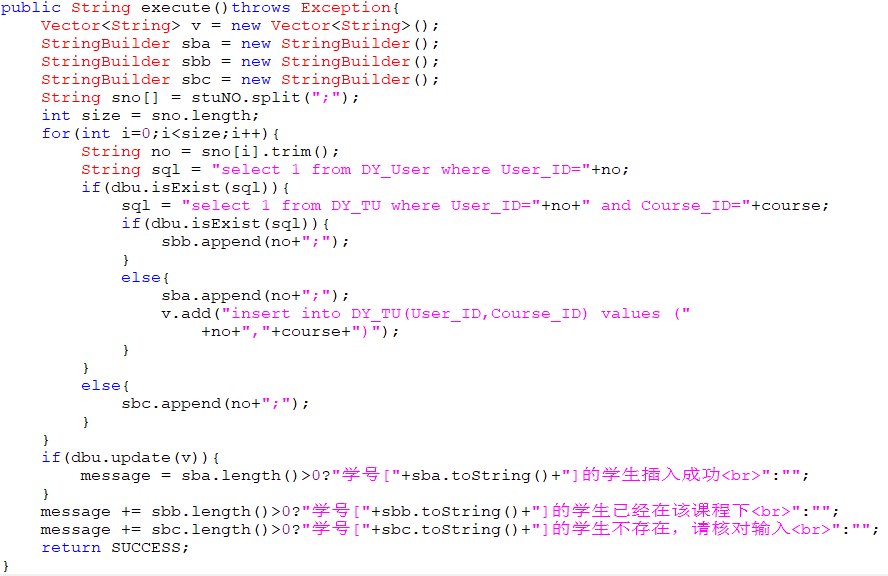 public String execute()throws Exception{
    Vector<String> v = new Vector<String>();
    StringBuilder sba = new StringBuilder();
    StringBuilder sbb = new StringBuilder();
    StringBuilder sbc = new StringBuilder();
    String sno[] = stuNO.split(";");
    int size = sno.length;
    for(int i=0;i<size;i++){
        String no = sno[i].trim();
        String sql = "select 1 from DY_User where User_ID="+no;
        if(dbu.isExist(sql)){
            sql = "select 1 from DY_TU where User_ID="+no+" and Course_ID="+course;
            if(dbu.isExist(sql)){
                sbb.append(no+";");
            }
            else{
                sba.append(no+";");
                v.add("insert into DY_TU(User_ID,Course_ID) values ("
                    +no+","+course+")");
            }
        }
        else{
            sbc.append(no+";");
        }
    }
    if(dbu.update(v)){
        message = sba.length()>0?"学号["+sba.toString()+"]的学生插入成功<br>":"";
    }
    message += sbb.length()>0?"学号["+sbb.toString()+"]的学生已经在该课程下<br>":"";
    message += sbc.length()>0?"学号["+sbc.toString()+"]的学生不存在，请核对输入<br>":"";
    return SUCCESS;
}